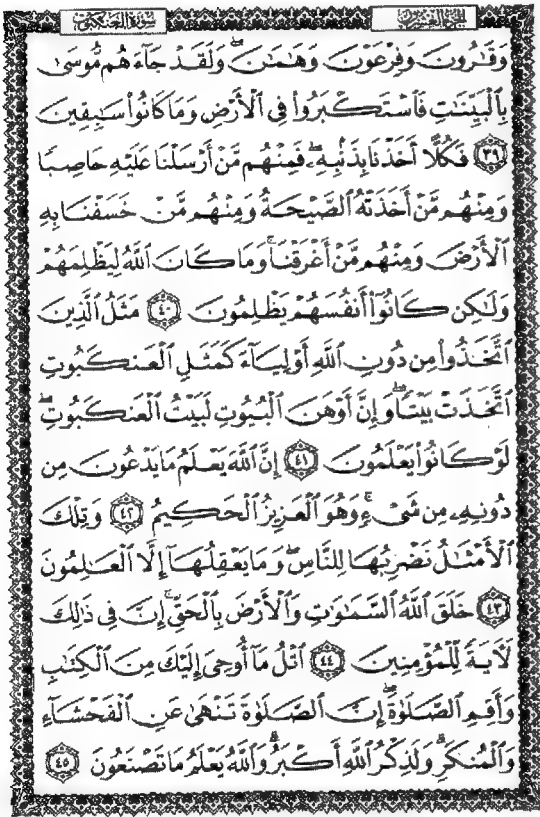 سورة العنكبوت الجزء العشرون
وَقَٰرُونَ وَفِرْعَوْنَ وَهَٰمَٰنَ ۖ وَلَقَدْ جَآءَهُم مُّوسَىٰ
بِٱلْبَيِّنَٰتِ فَٱسْتَكْبَرُوا۟ فِى ٱلْأَرْضِ وَمَا كَانُوا۟ سَٰبِقِينَ
٣٩ فَكُلًّا أَخَذْنَا بِذَنۢبِهِۦ ۖ فَمِنْهُم مَّنْ أَرْسَلْنَا عَلَيْهِ حَاصِبًا
وَمِنْهُم مَّنْ أَخَذَتْهُ ٱلصَّيْحَةُ وَمِنْهُم مَّنْ خَسَفْنَا بِهِ
ٱلْأَرْضَ وَمِنْهُم مَّنْ أَغْرَقْنَا ۚ وَمَا كَانَ ٱللَّهُ لِيَظْلِمَهُمْ
وَلَٰكِن كَانُوٓا۟ أَنفُسَهُمْ يَظْلِمُونَ ٤٠ مَثَلُ ٱلَّذِينَ
ٱتَّخَذُوا۟ مِن دُونِ ٱللَّهِ أَوْلِيَآءَ كَمَثَلِ ٱلْعَنكَبُوتِ
ٱتَّخَذَتْ بَيْتًا ۖ وَإِنَّ أَوْهَنَ ٱلْبُيُوتِ لَبَيْتُ ٱلْعَنكَبُوتِ ۖ
لَوْ كَانُوا۟ يَعْلَمُونَ ٤١ إِنَّ ٱللَّهَ يَعْلَمُ مَا يَدْعُونَ مِن
دُونِهِۦ مِن شَىْءٍ ۚ وَهُوَ ٱلْعَزِيزُ ٱلْحَكِيمُ ٤٢ وَتِلْكَ
ٱلْأَمْثَٰلُ نَضْرِبُهَا لِلنَّاسِ ۖ وَمَا يَعْقِلُهَآ إِلَّا ٱلْعَٰلِمُونَ
٤٣ خَلَقَ ٱللَّهُ ٱلسَّمَٰوَٰتِ وَٱلْأَرْضَ بِٱلْحَقِّ ۚ إِنَّ فِى ذَٰلِكَ
لَءَايَةً لِّلْمُؤْمِنِينَ ٤٤ ٱتْلُ مَآ أُوحِىَ إِلَيْكَ مِنَ ٱلْكِتَٰبِ
وَأَقِمِ ٱلصَّلَوٰةَ ۖ إِنَّ ٱلصَّلَوٰةَ تَنْهَىٰ عَنِ ٱلْفَحْشَآءِ
وَٱلْمُنكَرِ ۗ وَلَذِكْرُ ٱللَّهِ أَكْبَرُ ۗ وَٱللَّهُ يَعْلَمُ مَا تَصْنَعُونَ ٤٥